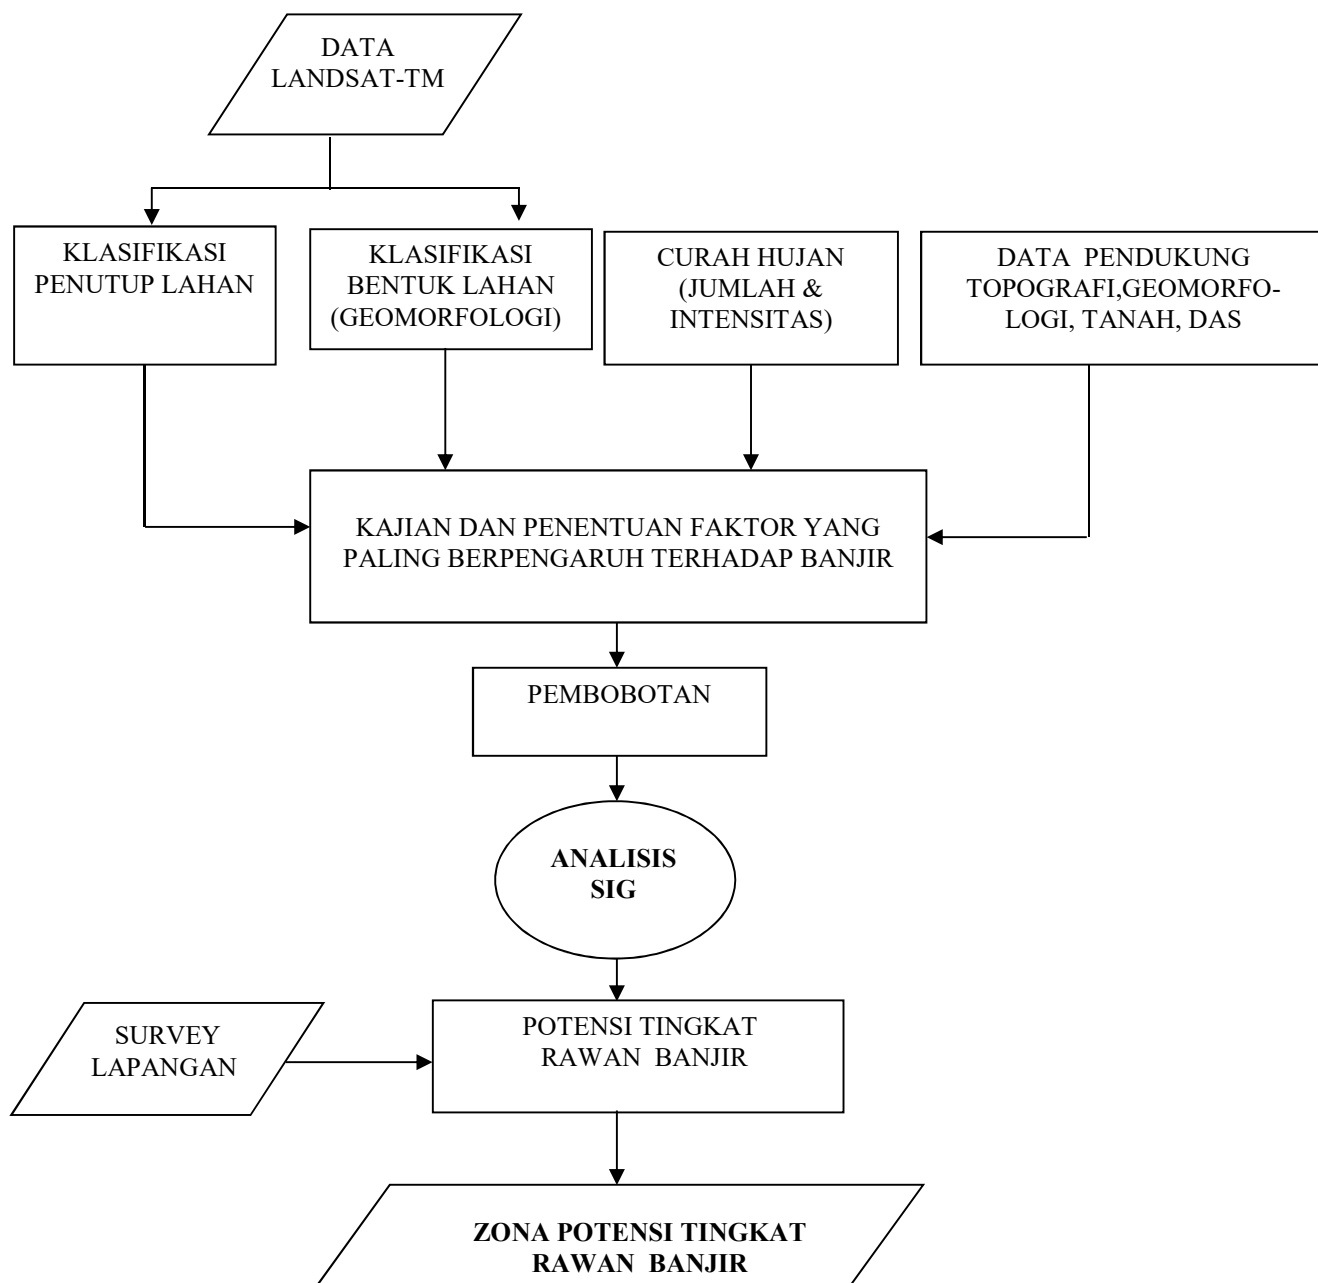 DATA
LANDSAT-TM
KLASIFIKASI
PENUTUP LAHAN
KLASIFIKASI
BENTUK LAHAN
(GEOMORFOLOGI)
CURAH HUJAN
(JUMLAH &
INTENSITAS)
DATA PENDUKUNG
TOPOGRAFI,GEOMORFO-
LOGI, TANAH, DAS
KAJIAN DAN PENENTUAN FAKTOR YANG
PALING BERPENGARUH TERHADAP BANJIR
PEMBOBOTAN
ANALISIS
SIG
SURVEY
LAPANGAN
POTENSI TINGKAT
RAWAN BANJIR
ZONA POTENSI TINGKAT
RAWAN BANJIR